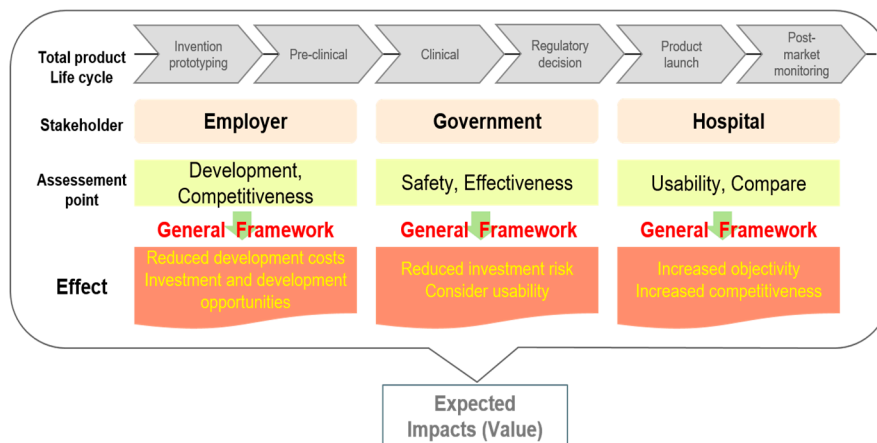 Total product
Life cycle
Invention
prototyping
Pre-clinical
Clinical
Regulatory
decision
Product
launch
Post-
market
monitoring
Stakeholder
Employer
Government
Hospital
Assessement
point
Development,
Competitiveness
Safety, Effectiveness
Usability, Compare
General Framework
General Framework
General Framework
Effect
Reduced development costs
Investment and development
opportunities
Reduced investment risk
Consider usability
Increased objectivity
Increased competitiveness
Expected
Impacts (Value)